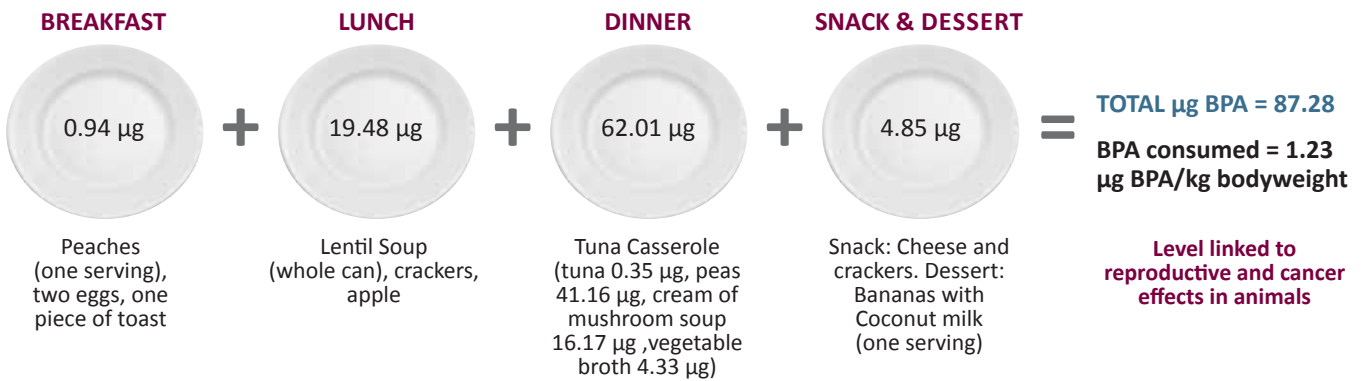 BREAKFAST
0.94 µg
Peaches
(one serving),
two eggs, one
piece of toast
+
LUNCH
19.48 µg
Lentil Soup
(whole can), crackers,
apple
+
DINNER
62.01 µg
Tuna Casserole
(tuna 0.35 µg, peas
41.16 µg, cream of
mushroom soup
16.17 µg ,vegetable
broth 4.33 µg)
+
SNACK & DESSERT
4.85 µg
Snack: Cheese and
crackers. Dessert:
Bananas with
Coconut milk
(one serving)
=
TOTAL µg BPA = 87.28
BPA consumed = 1.23
µg BPA/kg bodyweight
Level linked to
reproductive and cancer
effects in animals